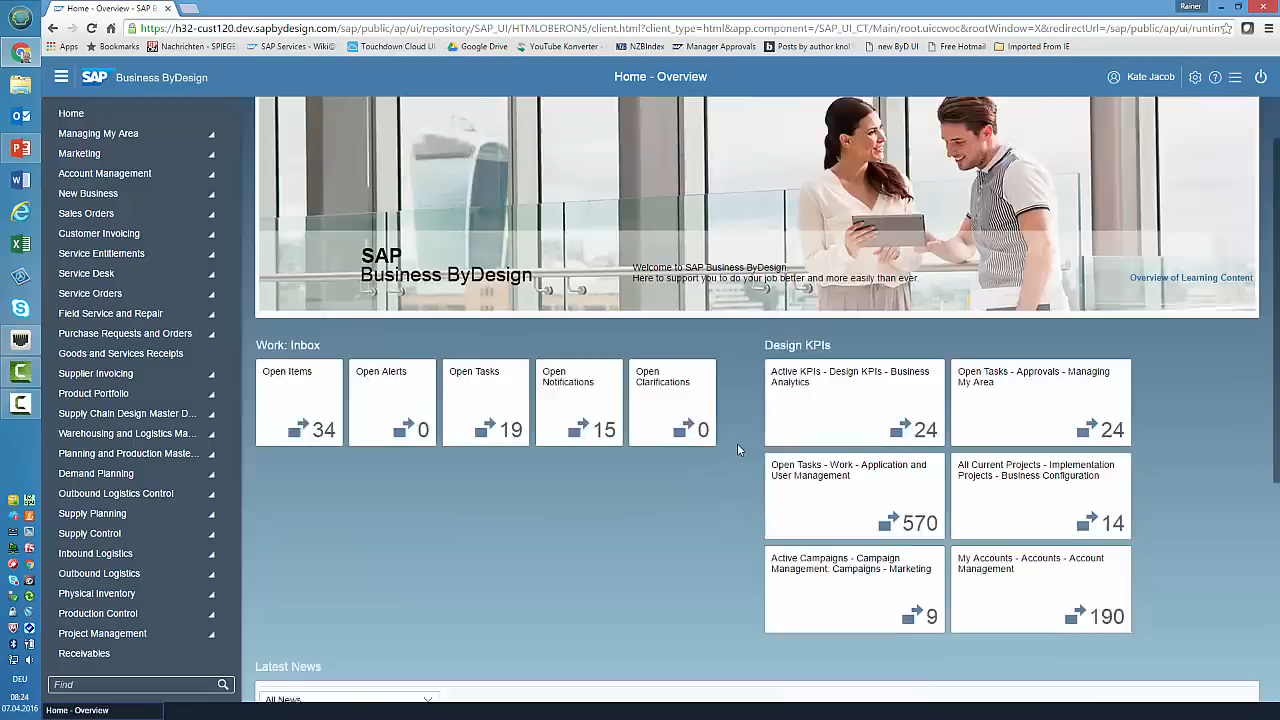 Home - Overview - SAP B
Rainer
https://h32-cust120.dev.sapbydesign.com/sap/public/ap/ui/repository/SAP_UI/HTMLOBERON5/client.html?client_type=html&app.component=/SAP_UI_CT/Main/root.uiccwoc&rootWindow=X&redirectUrl=/sap/public/ap/ui/runtim
Apps
Bookmarks
Nachrichten - SPIEGE
SAP Services - Wiki@
Touchdown Cloud UI
Google Drive
YouTube Converter -
NZBIndex
Manager Approval
Posts by author knol
new ByD UI
Free Hotmail
Imported From IE
SAP Business ByDesign
Home - Overview
Kate Jacob
Home
Managing My Area
Marketing
Account Management
New Business
Sales Orders
Customer Invoicing
Service Entitlements
Service Desk
Service Orders
Field Service and Repair
Purchase Requests and Orders
Goods and Services Receipts
Supplier Invoicing
Product Portfolio
Supply Chain Design Master D...
Warehousing and Logistics Ma...
Planning and Production Maste...
Demand Planning
Outbound Logistics Control
Supply Planning
Supply Control
Inbound Logistics
Outbound Logistics
Physical Inventory
Production Control
Project Management
Receivables
Find
Home - Overview
DEU
08:24
07.04.2016
SAP
Business ByDesign
Welcome to SAP Business ByDesign.
Here to support you to do your job better and more easily than ever.
Overview of Learning Content
Work: Inbox
Open Items
34
Open Alerts
0
Open Tasks
19
Open
Notifications
15
Open
Clarifications
0
Design KPIs
Active KPIs - Design KPIs - Business
Analytics
24
Open Tasks - Approvals - Managing
My Area
24
Open Tasks - Work - Application and
User Management
570
All Current Projects - Implementation
Projects - Business Configuration
14
Active Campaigns - Campaign
Management: Campaigns - Marketing
9
My Accounts - Accounts - Account
Management
190
Latest News
All News